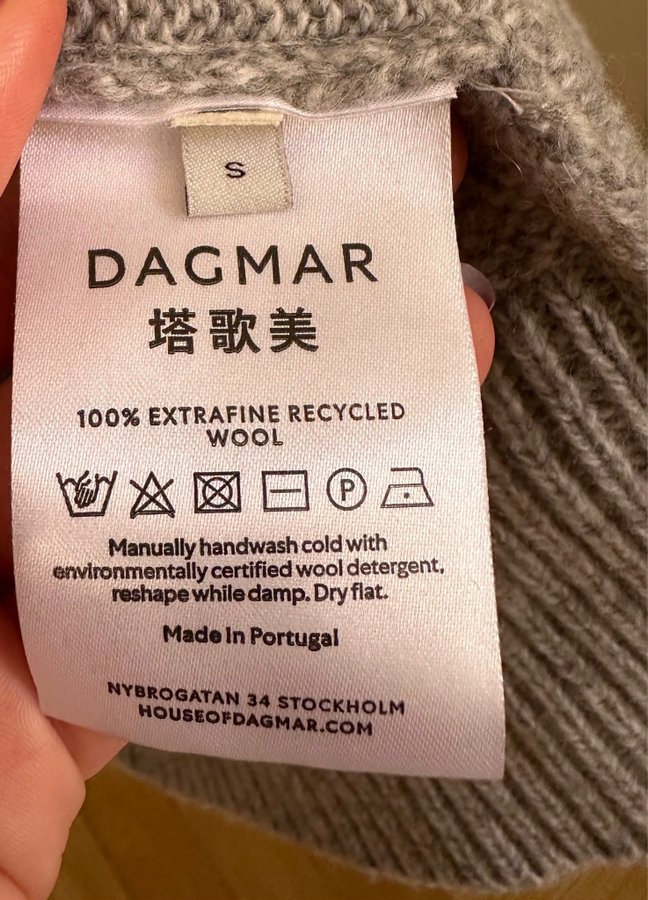 S
DAGMAR
塔歌美
100% EXTRAFINE RECYCLED
WOOL
P
Manually handwash cold with
environmentally certified wool detergent,
reshape while damp. Dry flat.
Made in Portugal
NYBROGATAN 34 STOCKHOLM
HOUSEOFDAGMAR.COM